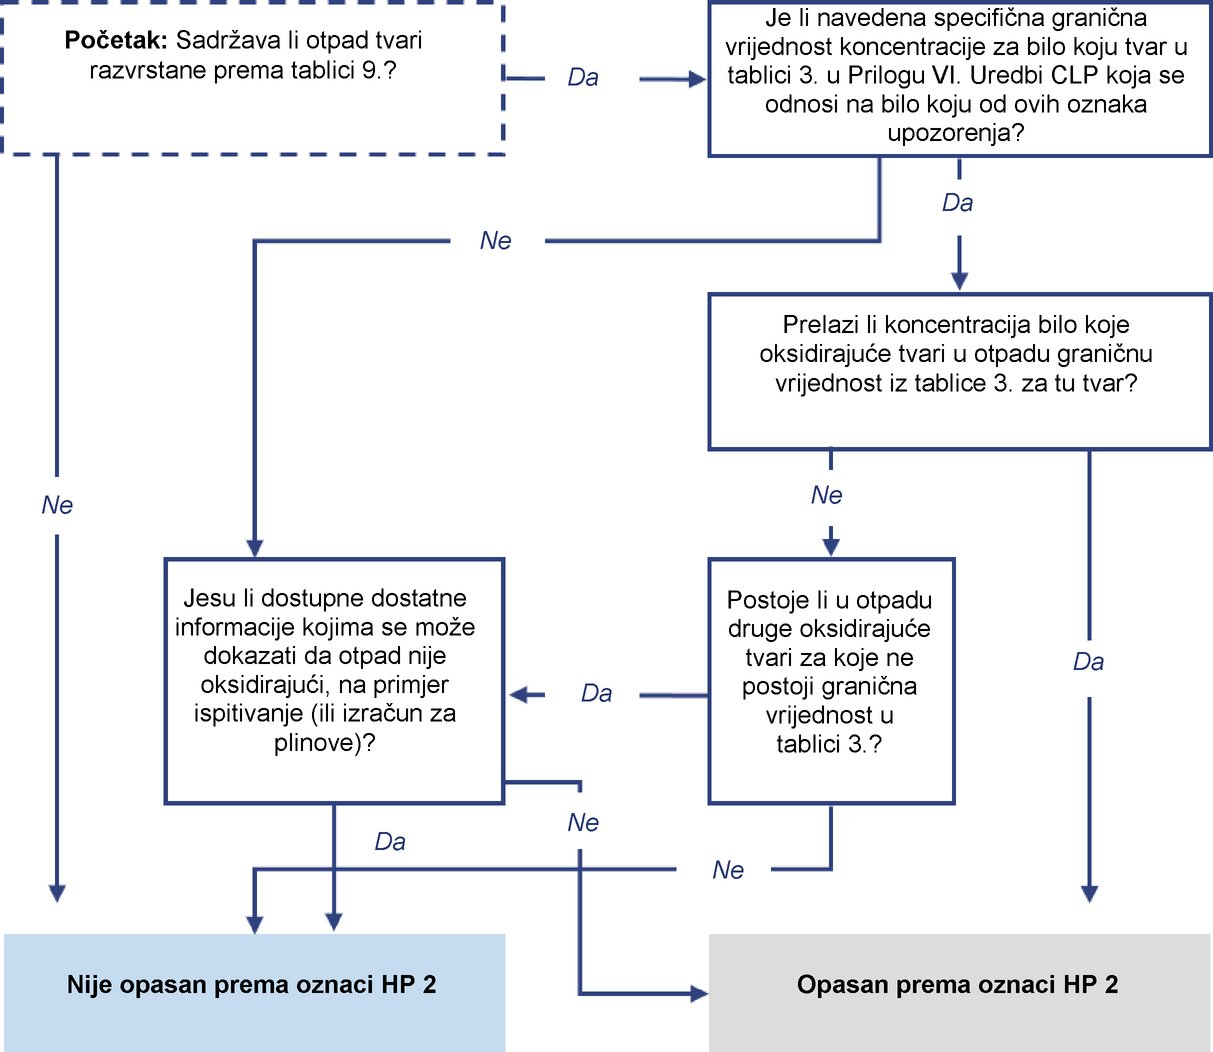 Početak: Sadržava li otpad tvari
razvrstane prema tablici 9.?
Da
Je li navedena specifična granična
vrijednost koncentracije za bilo koju tvar u
tablici 3. u Prilogu VI. Uredbi CLP koja se
odnosi na bilo koju od ovih oznaka
upozorenja?
Da
Ne
Prelazi li koncentracija bilo koje
oksidirajuće tvari u otpadu graničnu
vrijednost iz tablice 3. za tu tvar?
Ne
Ne
Jesu li dostupne dostatne
informacije kojima se može
dokazati da otpad nije
oksidirajući, na primjer
ispitivanje (ili izračun za
plinove)?
Da
Postoje li u otpadu
druge oksidirajuće
tvari za koje ne
postoji granična
vrijednost u
tablici 3.?
Da
Da
Ne
Ne
Nije opasan prema oznaci HP 2
Opasan prema oznaci HP 2